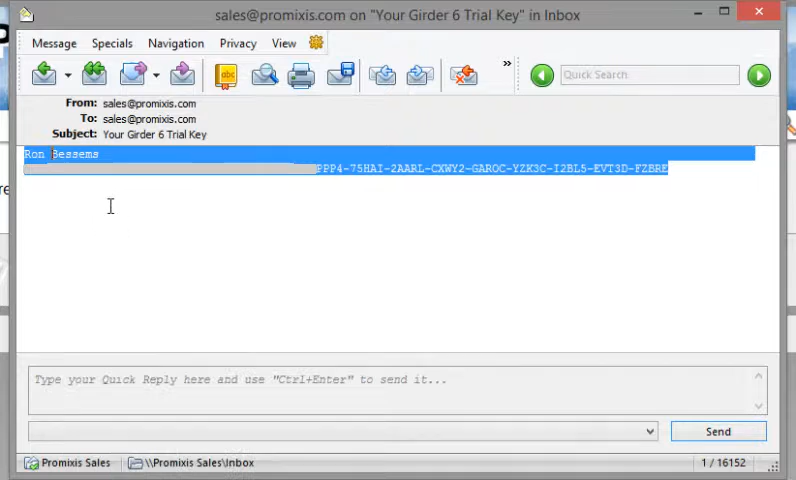 sales@promixis.com on "Your Girder 6 Trial Key" in Inbox
Message Specials Navigation Privacy View
abc » Quick Search
From: sales@promixis.com
To: sales@promixis.com
Subject: Your Girder 6 Trial Key
Ron Bessems
PPP4-75HAI-2AARL-CXWY2-GAROC-YZK3C-I2BL5-EVT3D-FZBRE
Type your Quick Reply here and use "Ctrl+Enter" to send it...
Send
Promixis Sales \\Promixis Sales\Inbox 1 / 16152